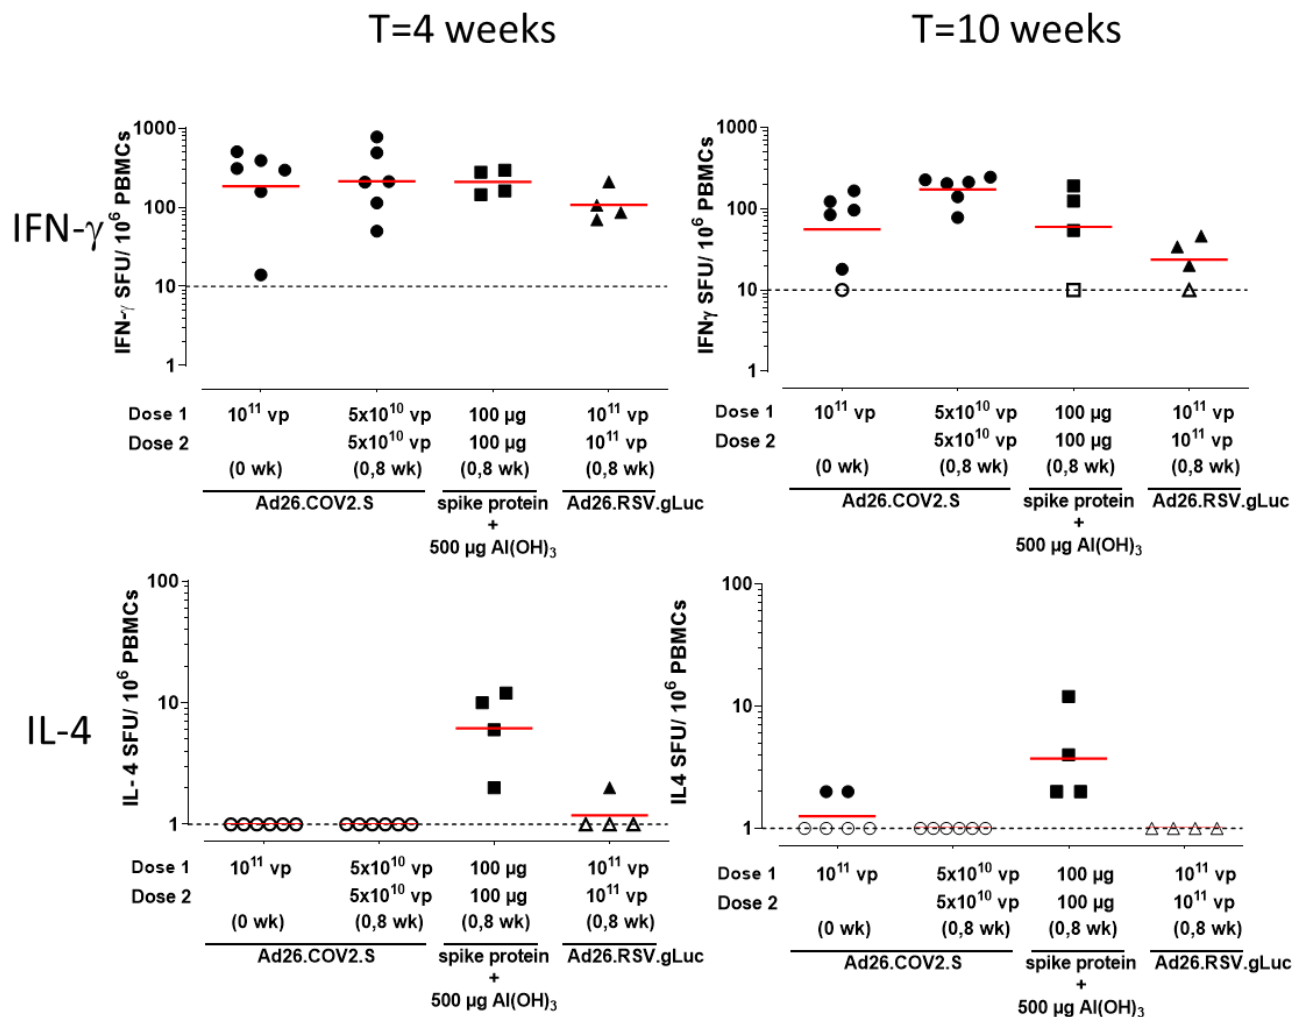 T=4 weeks
T=10 weeks
IFN-γ
IFN-γ SFU/ 10⁶ PBMCs
1000
100
10
1
Dose 1 10¹¹ vp 5x10¹⁰ vp 100 µg 10¹¹ vp
Dose 2 5x10¹⁰ vp 100 µg 10¹¹ vp
(0 wk) (0,8 wk) (0,8 wk) (0,8 wk)
Ad26.COV2.S spike protein Ad26.RSV.gLuc
+
500 µg Al(OH)₃
IFNγ SFU/ 10⁶ PBMCs
1000
100
10
1
Dose 1 10¹¹ vp 5x10¹⁰ vp 100 µg 10¹¹ vp
Dose 2 5x10¹⁰ vp 100 µg 10¹¹ vp
(0 wk) (0,8 wk) (0,8 wk) (0,8 wk)
Ad26.COV2.S spike protein Ad26.RSV.gLuc
+
500 µg Al(OH)₃
IL-4
IL-4 SFU/ 10⁶ PBMCs
100
10
1
Dose 1 10¹¹ vp 5x10¹⁰ vp 100 µg 10¹¹ vp
Dose 2 5x10¹⁰ vp 100 µg 10¹¹ vp
(0 wk) (0,8 wk) (0,8 wk) (0,8 wk)
Ad26.COV2.S spike protein Ad26.RSV.gLuc
+
500 µg Al(OH)₃
IL4 SFU/ 10⁶ PBMCs
100
10
1
Dose 1 10¹¹ vp 5x10¹⁰ vp 100 µg 10¹¹ vp
Dose 2 5x10¹⁰ vp 100 µg 10¹¹ vp
(0 wk) (0,8 wk) (0,8 wk) (0,8 wk)
Ad26.COV2.S spike protein Ad26.RSV.gLuc
+
500 µg Al(OH)₃